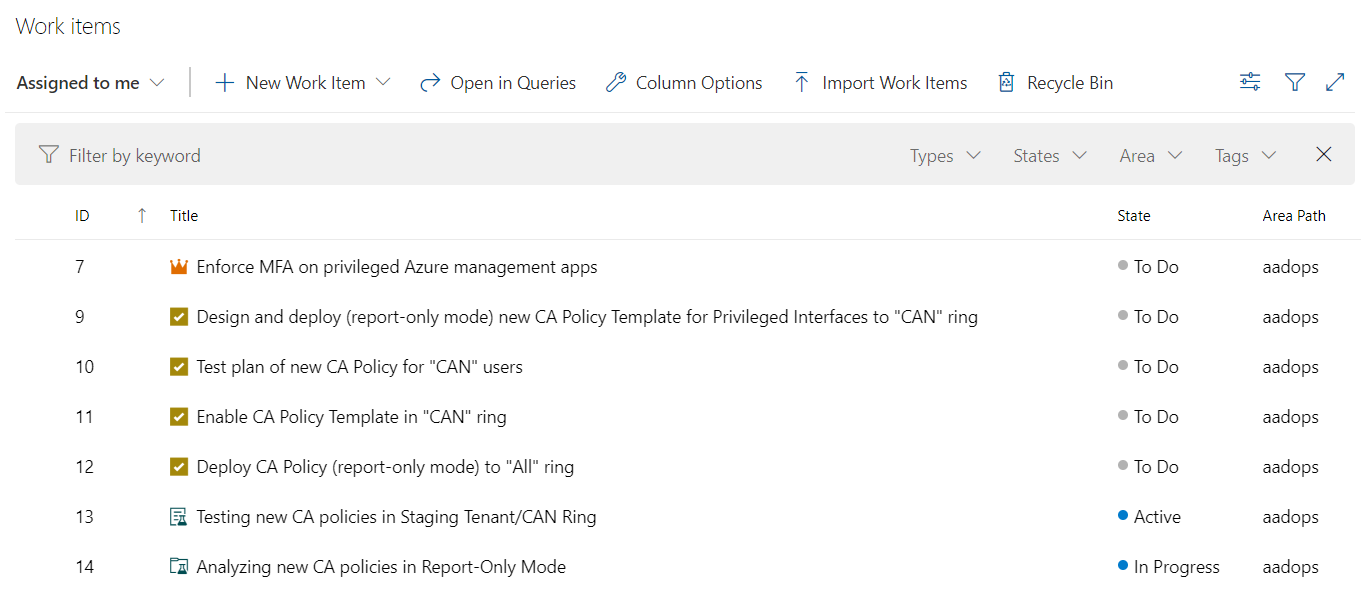 Work items
Assigned to me New Work Item Open in Queries Column Options Import Work Items Recycle Bin
Filter by keyword Types States Area Tags
ID Title State Area Path
7 Enforce MFA on privileged Azure management apps To Do aadops
9 Design and deploy (report-only mode) new CA Policy Template for Privileged Interfaces to "CAN" ring To Do aadops
10 Test plan of new CA Policy for "CAN" users To Do aadops
11 Enable CA Policy Template in "CAN" ring To Do aadops
12 Deploy CA Policy (report-only mode) to "All" ring To Do aadops
13 Testing new CA policies in Staging Tenant/CAN Ring Active aadops
14 Analyzing new CA policies in Report-Only Mode In Progress aadops